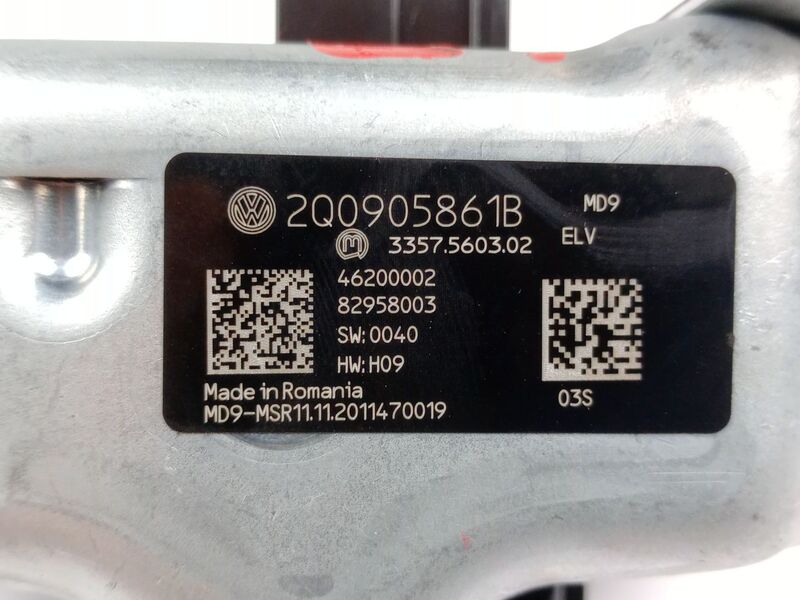 2Q0905861B
MD9
3357.5603.02
ELV
46200002
82958003
SW:0040
HW:H09
Made in Romania
MD9-MSR11.11.2011470019
03S